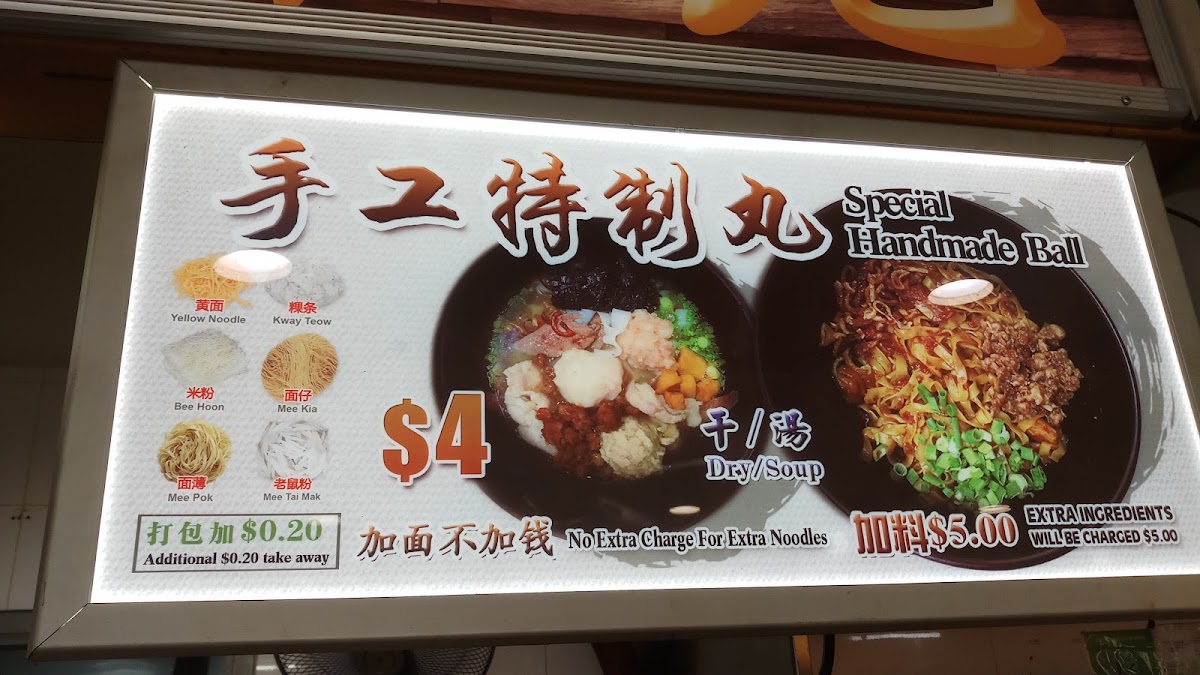 手工特制丸
Special
Handmade Ball
黄面
Yellow Noodle
粿条
Kway Teow
米粉
Bee Hoon
面仔
Mee Kia
面薄
Mee Pok
老鼠粉
Mee Tai Mak
$4
干/湯
Dry/Soup
打包加 $0.20
Additional $0.20 take away
加面不加钱 No Extra Charge For Extra Noodles
加料$5.00
EXTRA INGREDIENTS
WILL BE CHARGED $5.00